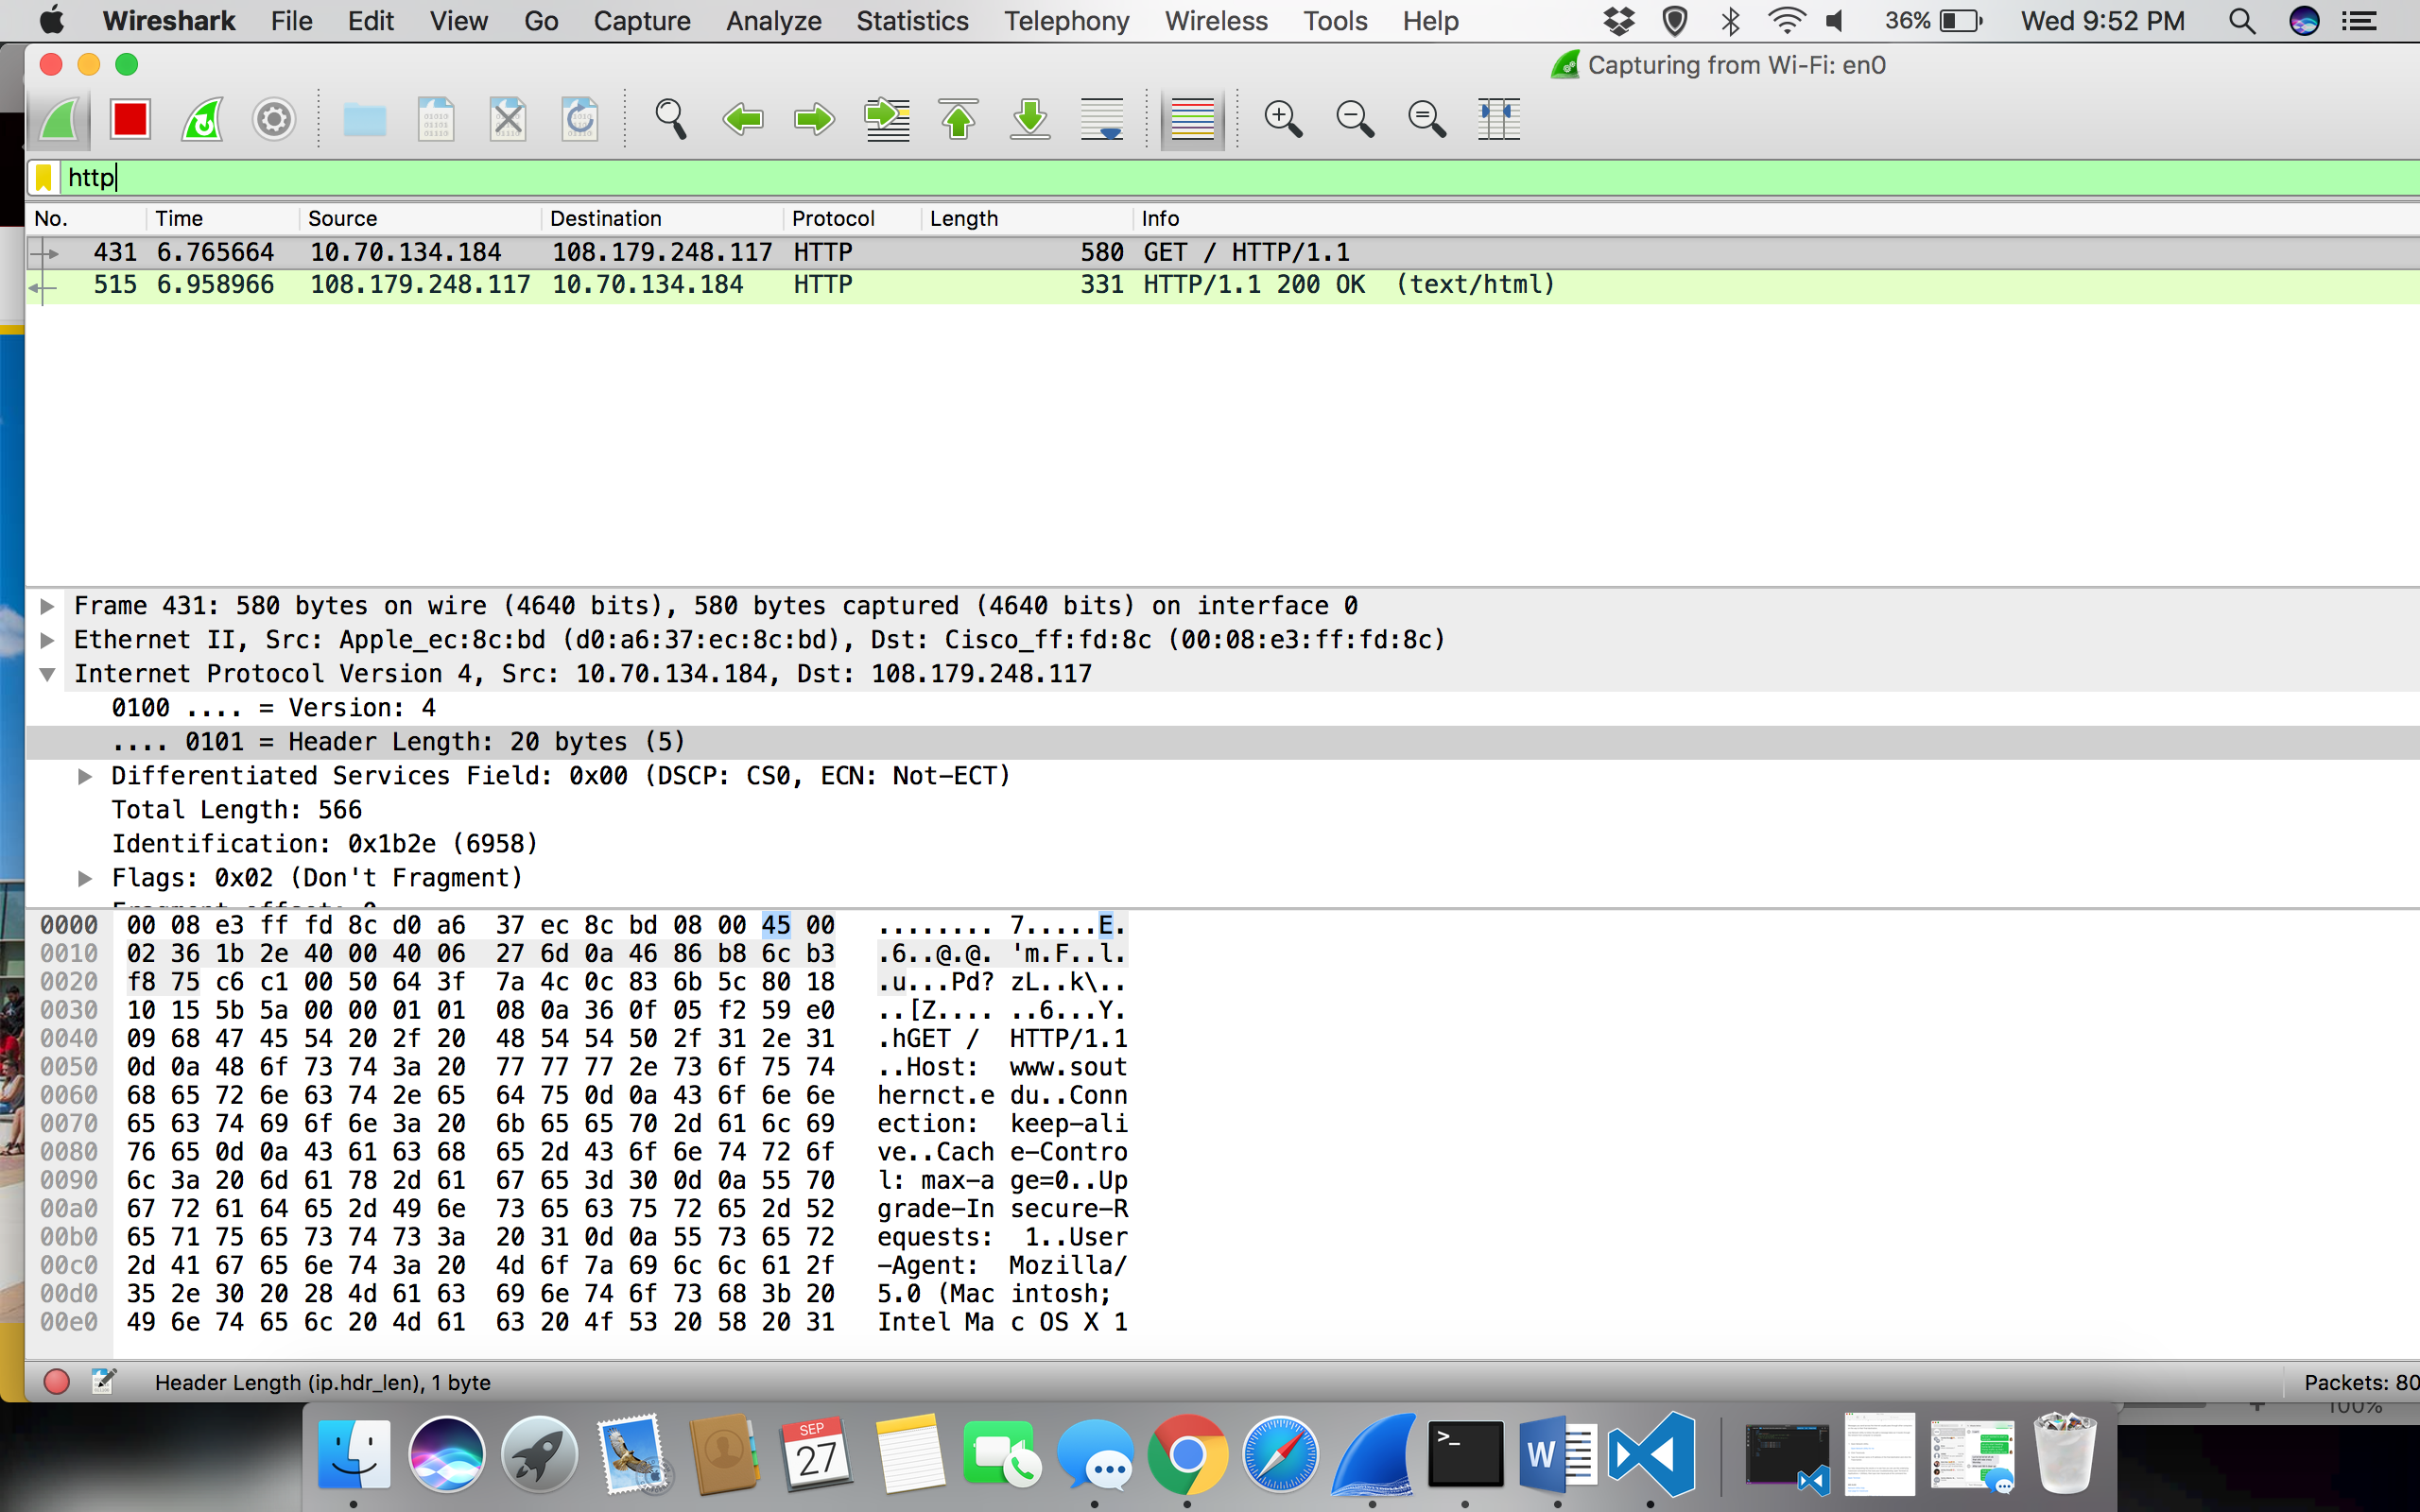 Wireshark File Edit View Go Capture Analyze Statistics Telephony Wireless Tools Help 36% Wed 9:52 PM
Capturing from Wi-Fi: en0
http
No. Time Source Destination Protocol Length Info
431 6.765664 10.70.134.184 108.179.248.117 HTTP 580 GET / HTTP/1.1
515 6.958966 108.179.248.117 10.70.134.184 HTTP 331 HTTP/1.1 200 OK (text/html)
Frame 431: 580 bytes on wire (4640 bits), 580 bytes captured (4640 bits) on interface 0
Ethernet II, Src: Apple_ec:8c:bd (d0:a6:37:ec:8c:bd), Dst: Cisco_ff:fd:8c (00:08:e3:ff:fd:8c)
Internet Protocol Version 4, Src: 10.70.134.184, Dst: 108.179.248.117
0100 .... = Version: 4
.... 0101 = Header Length: 20 bytes (5)
Differentiated Services Field: 0x00 (DSCP: CS0, ECN: Not-ECT)
Total Length: 566
Identification: 0x1b2e (6958)
Flags: 0x02 (Don't Fragment)
Fragment offset: 0
0000 00 08 e3 ff fd 8c d0 a6 37 ec 8c bd 08 00 45 00 ........ 7.....E.
0010 02 36 1b 2e 40 00 40 06 27 6d 0a 46 86 b8 6c b3 .6..@.@. 'm.F..l.
0020 f8 75 c6 c1 00 50 64 3f 7a 4c 0c 83 6b 5c 80 18 .u...Pd? zL..k\..
0030 10 15 5b 5a 00 00 01 01 08 0a 36 0f 05 f2 59 e0 ..[Z.... ..6...Y.
0040 09 68 47 45 54 20 2f 20 48 54 54 50 2f 31 2e 31 .hGET / HTTP/1.1
0050 0d 0a 48 6f 73 74 3a 20 77 77 77 2e 73 6f 75 74 ..Host: www.sout
0060 68 65 72 6e 63 74 2e 65 64 75 0d 0a 43 6f 6e 6e hernct.e du..Conn
0070 65 63 74 69 6f 6e 3a 20 6b 65 65 70 2d 61 6c 69 ection: keep-ali
0080 76 65 0d 0a 43 61 63 68 65 2d 43 6f 6e 74 72 6f ve..Cach e-Contro
0090 6c 3a 20 6d 61 78 2d 61 67 65 3d 30 0d 0a 55 70 l: max-a ge=0..Up
00a0 67 72 61 64 65 2d 49 6e 73 65 63 75 72 65 2d 52 grade-In secure-R
00b0 65 71 75 65 73 74 73 3a 20 31 0d 0a 55 73 65 72 equests: 1..User
00c0 2d 41 67 65 6e 74 3a 20 4d 6f 7a 69 6c 6c 61 2f -Agent: Mozilla/
00d0 35 2e 30 20 28 4d 61 63 69 6e 74 6f 73 68 3b 20 5.0 (Mac intosh;
00e0 49 6e 74 65 6c 20 4d 61 63 20 4f 53 20 58 20 31 Intel Ma c OS X 1
Header Length (ip.hdr_len), 1 byte Packets: 80
100%
SEP
27
>_
W